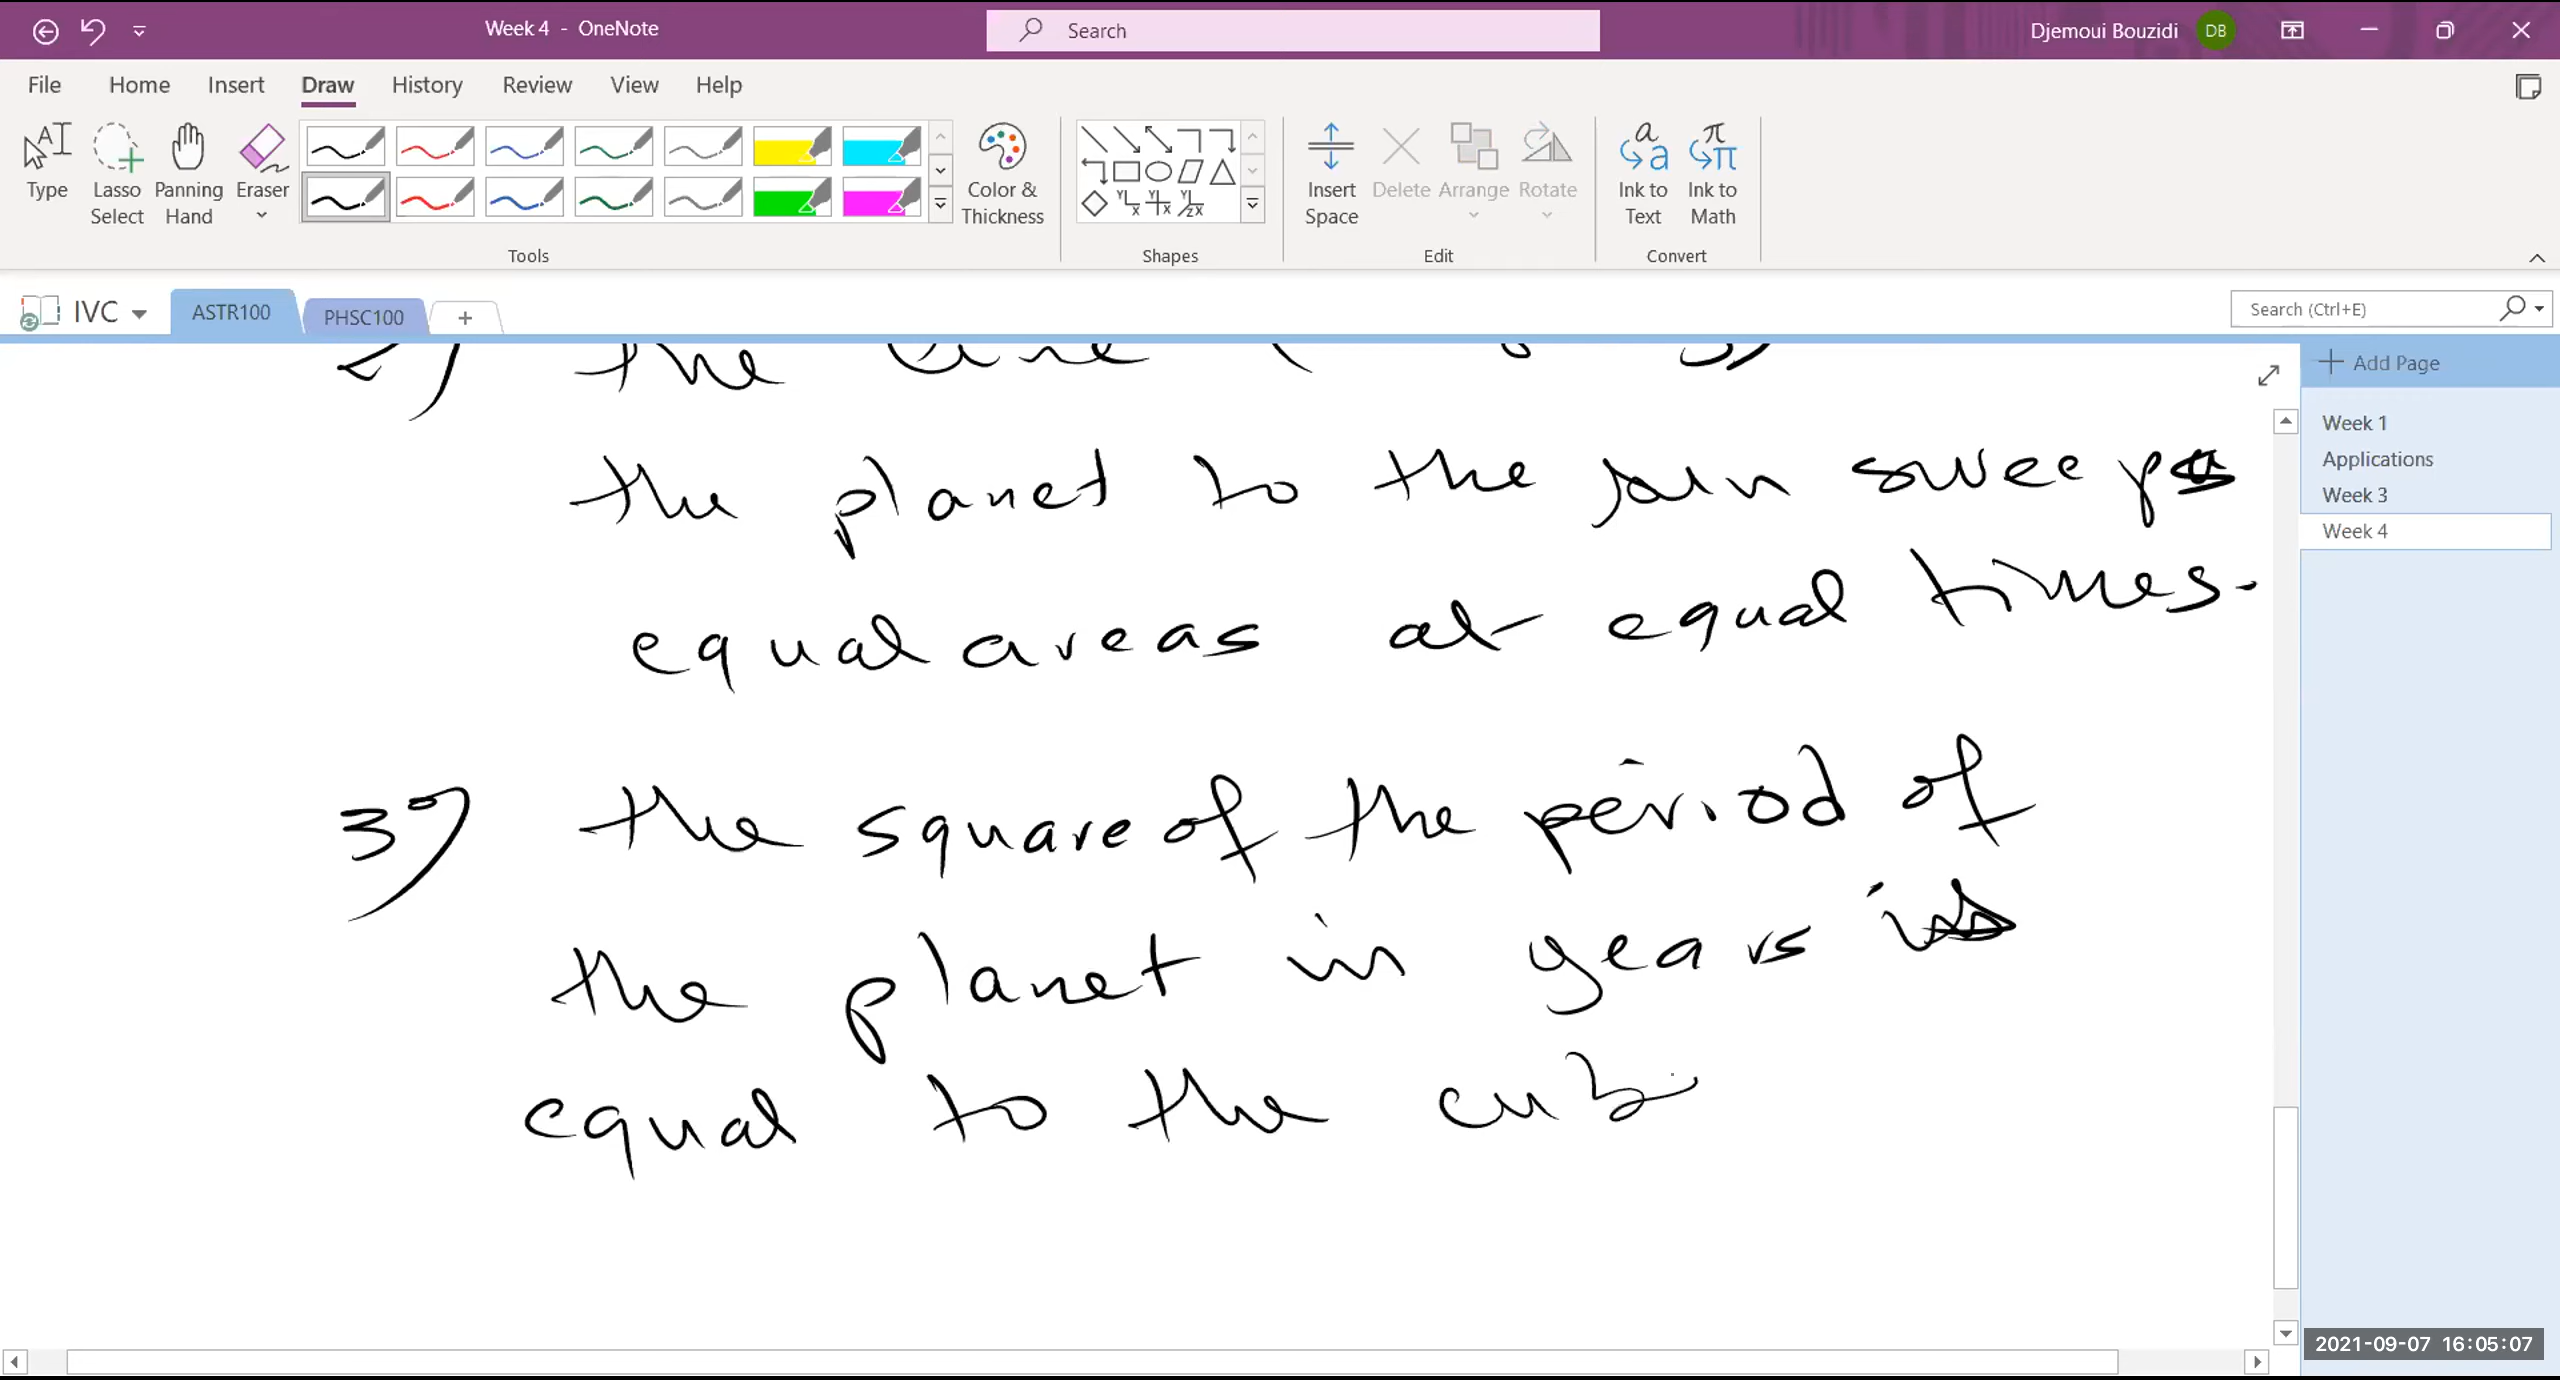 Week 4 - OneNote
Search
Djemoui Bouzidi DB
File Home Insert Draw History Review View Help
Type
Lasso Select
Panning Hand
Eraser
Color & Thickness
Insert Space
Delete
Arrange
Rotate
Ink to Text
Ink to Math
Tools
Shapes
Edit
Convert
IVC ASTR100 PHSC100 +
Search (Ctrl+E)
Add Page
Week 1
Applications
Week 3
Week 4
2) the line
the planet to the sun sweeps
equal areas at equal times.
3°) the square of the period of
the planet in years is
equal to the cub
2021-09-07 16:05:07